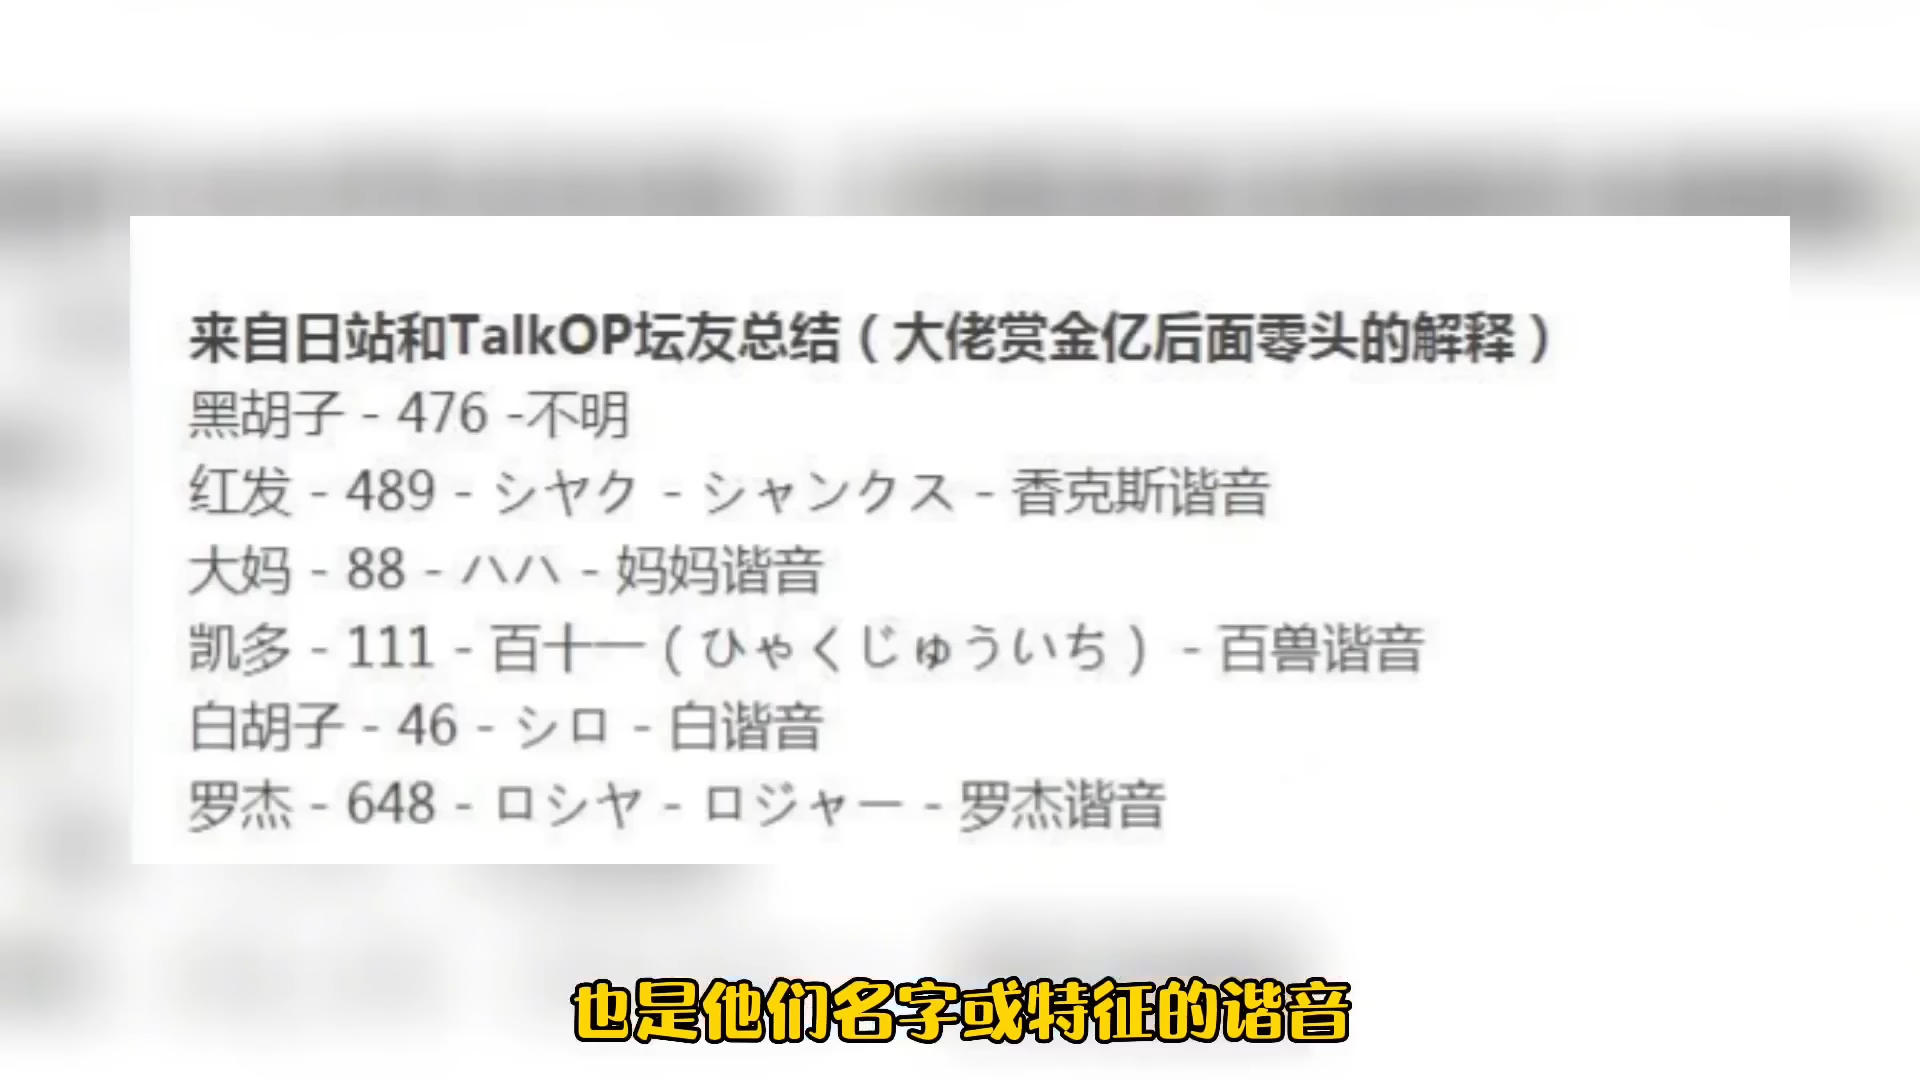 来自日站和TalkOP坛友总结（大佬赏金亿后面零头的解释）
黑胡子 - 476 -不明
红发 - 489 - シヤク - シャンクス - 香克斯谐音
大妈 - 88 - ハハ - 妈妈谐音
凯多 - 111 - 百十一（ひゃくじゅういち） - 百兽谐音
白胡子 - 46 - シロ - 白谐音
罗杰 - 648 - ロシヤ - ロジャー - 罗杰谐音
也是他们名字或特征的谐音